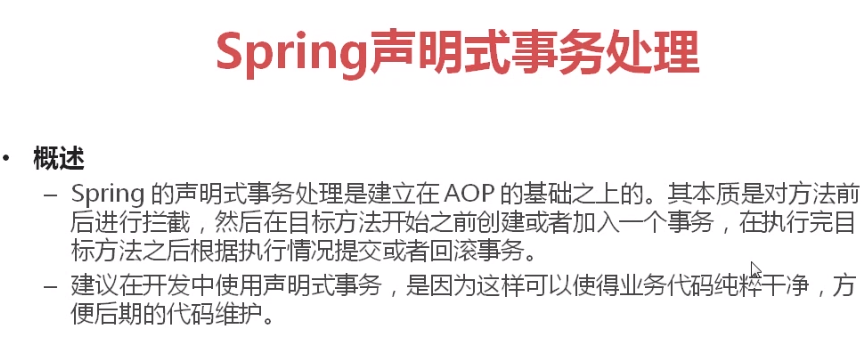 Spring声明式事务处理
• 概述
– Spring 的声明式事务处理是建立在 AOP 的基础之上的。其本质是对方法前
后进行拦截，然后在目标方法开始之前创建或者加入一个事务，在执行完目
标方法之后根据执行情况提交或者回滚事务。
– 建议在开发中使用声明式事务，是因为这样可以使得业务代码纯粹干净，方
便后期的代码维护。